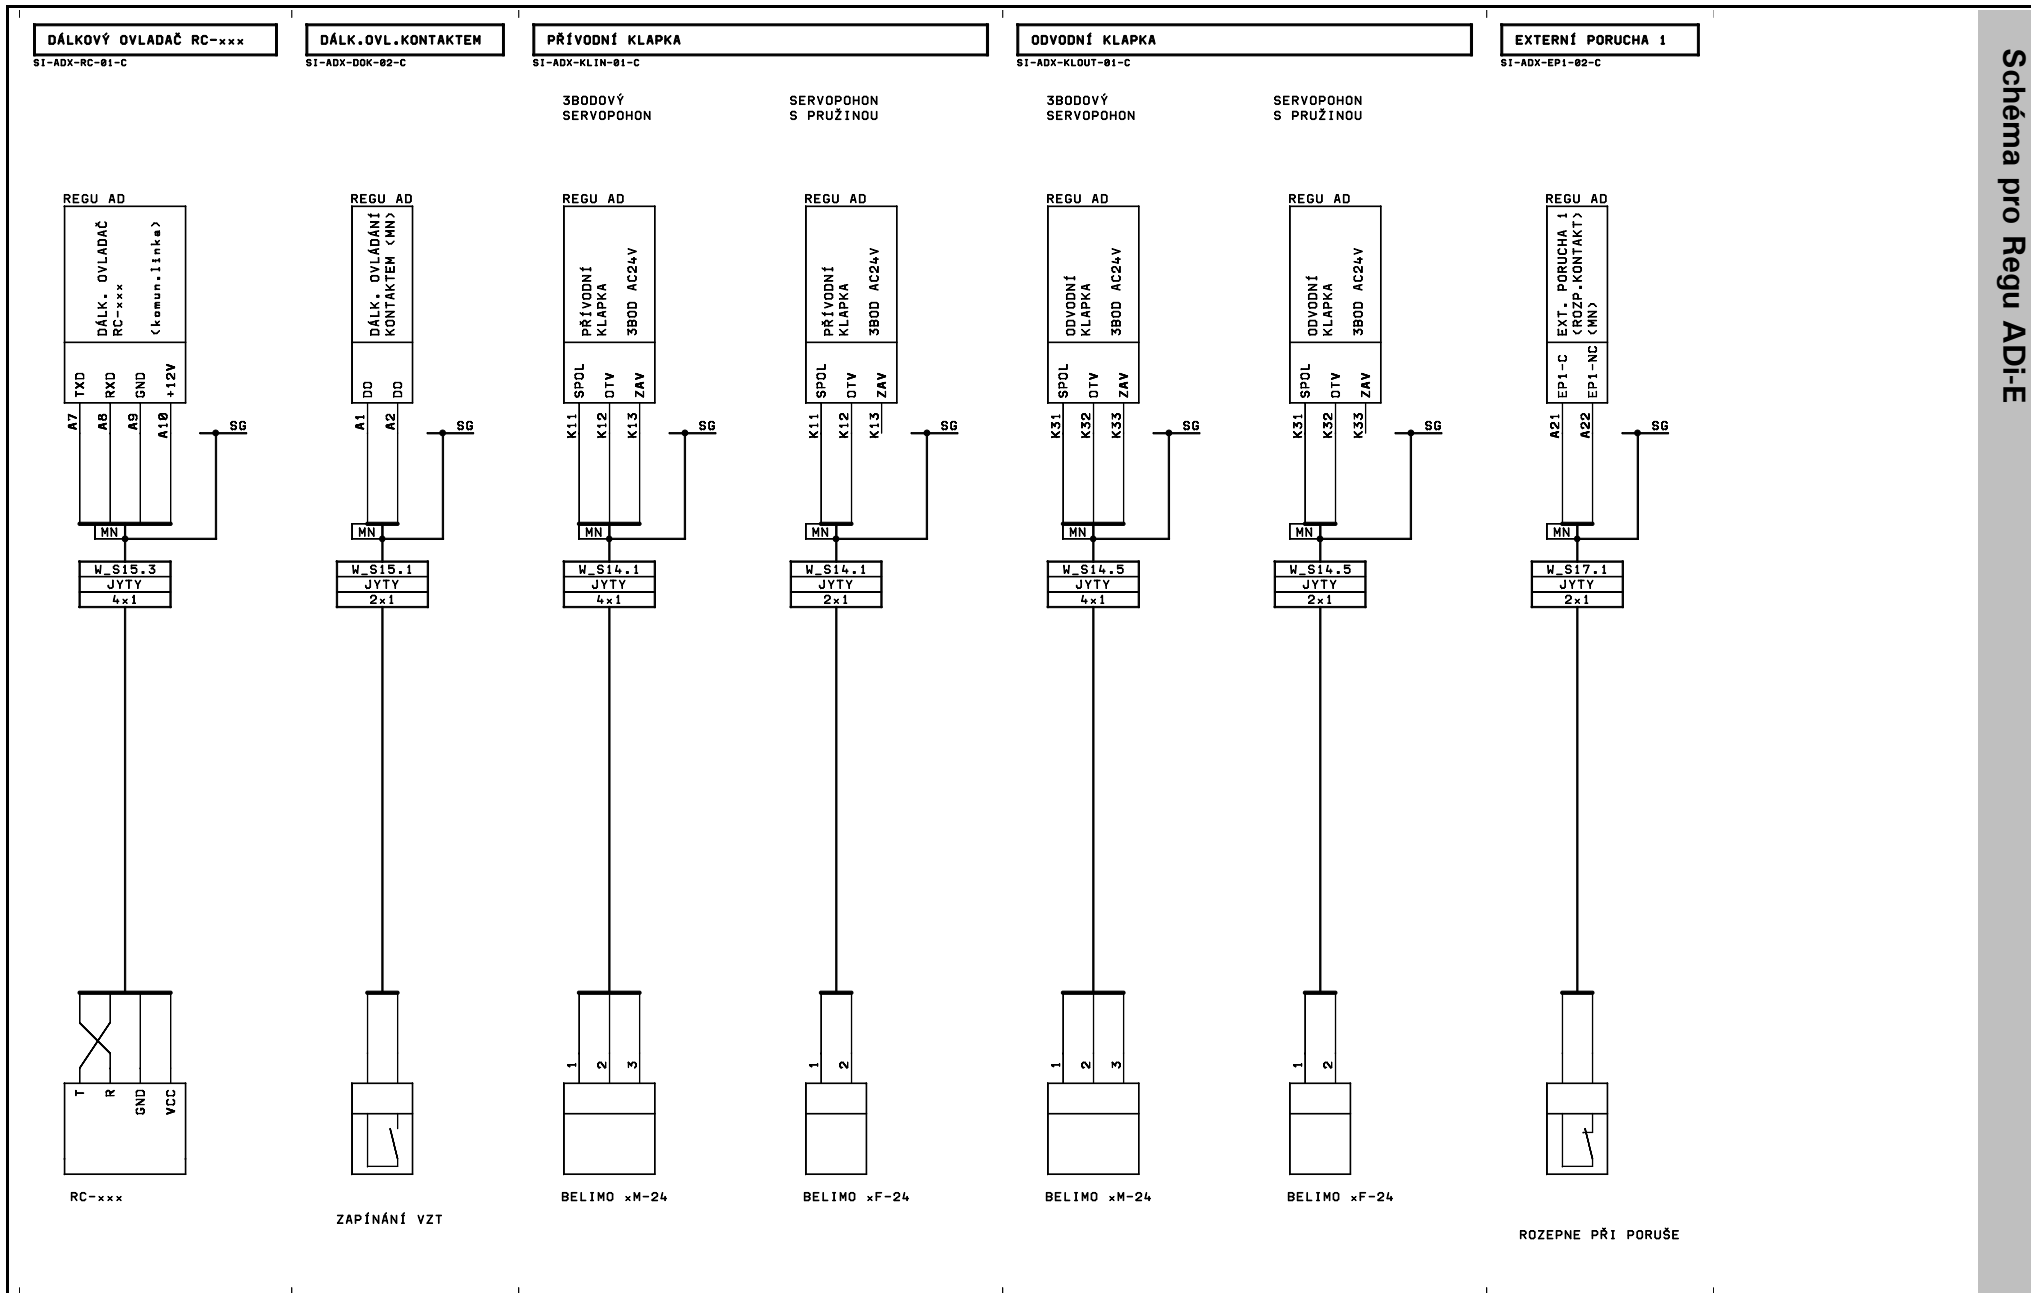 DÁLKOVÝ OVLADAČ RC-xxx
SI-ADX-RC-01-C
REGU AD
DÁLK. OVLADAČ
RC-xxx
(komun.linka)
TXD
RXD
GND
+12V
A7
A8
A9
A10
SG
MN
W_S15.3
JYTY
4x1
T
R
GND
VCC
RC-xxx
DÁLK.OVL.KONTAKTEM
SI-ADX-DOK-02-C
REGU AD
DÁLK. OVLÁDÁNÍ
KONTAKTEM (MN)
DO
DO
A1
A2
SG
MN
W_S15.1
JYTY
2x1
ZAPÍNÁNÍ VZT
PŘÍVODNÍ KLAPKA
SI-ADX-KLIN-01-C
3BODOVÝ
SERVOPOHON
REGU AD
PŘÍVODNÍ
KLAPKA
3BOD AC24V
SPOL
OTV
ZAV
K11
K12
K13
SG
MN
W_S14.1
JYTY
4x1
1
2
3
BELIMO xM-24
SERVOPOHON
S PRUŽINOU
REGU AD
PŘÍVODNÍ
KLAPKA
3BOD AC24V
SPOL
OTV
ZAV
K11
K12
K13
SG
MN
W_S14.1
JYTY
2x1
1
2
BELIMO xF-24
ODVODNÍ KLAPKA
SI-ADX-KLOUT-01-C
3BODOVÝ
SERVOPOHON
REGU AD
ODVODNÍ
KLAPKA
3BOD AC24V
SPOL
OTV
ZAV
K31
K32
K33
SG
MN
W_S14.5
JYTY
4x1
1
2
3
BELIMO xM-24
SERVOPOHON
S PRUŽINOU
REGU AD
ODVODNÍ
KLAPKA
3BOD AC24V
SPOL
OTV
ZAV
K31
K32
K33
SG
MN
W_S14.5
JYTY
2x1
1
2
BELIMO xF-24
EXTERNÍ PORUCHA 1
SI-ADX-EP1-02-C
REGU AD
EXT. PORUCHA 1
(ROZP.KONTAKT)
(MN)
EP1-C
EP1-NC
A21
A22
SG
MN
W_S17.1
JYTY
2x1
ROZEPNE PŘI PORUŠE
Schéma pro Regu ADi-E